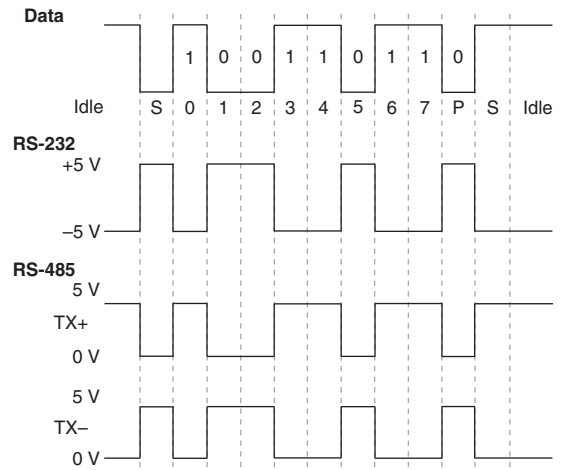 Data
1 0 0 1 1 0 1 1 0
Idle S 0 1 2 3 4 5 6 7 P S Idle
RS-232
+5 V
–5 V
RS-485
5 V
TX+
0 V
5 V
TX–
0 V